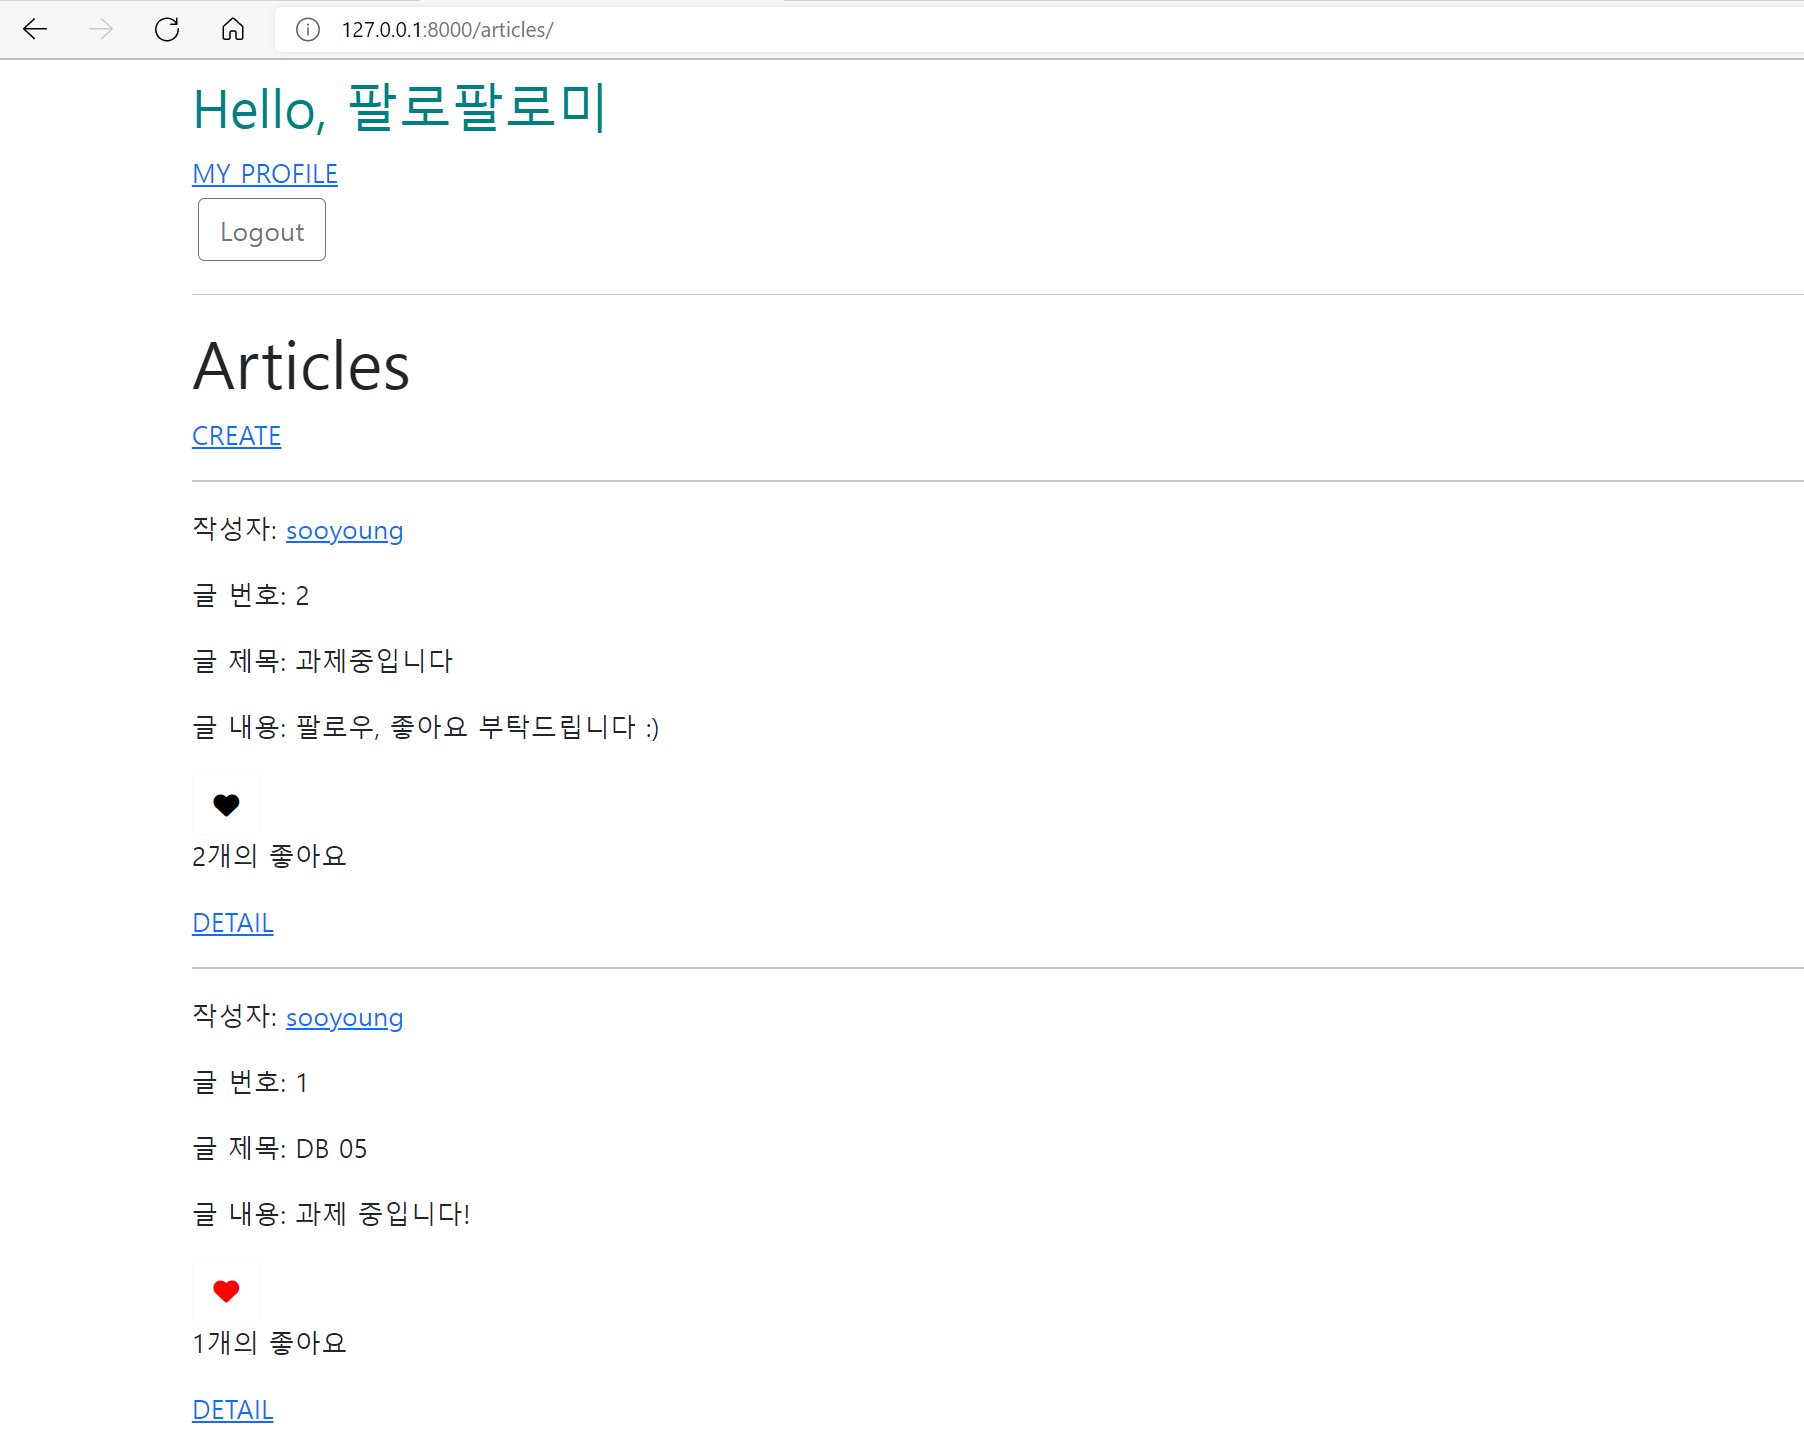 127.0.0.1:8000/articles/
Hello, 팔로팔로미
MY PROFILE
Logout
Articles
CREATE
작성자: sooyoung
글 번호: 2
글 제목: 과제중입니다
글 내용: 팔로우, 좋아요 부탁드립니다 :)
2개의 좋아요
DETAIL
작성자: sooyoung
글 번호: 1
글 제목: DB 05
글 내용: 과제 중입니다!
1개의 좋아요
DETAIL